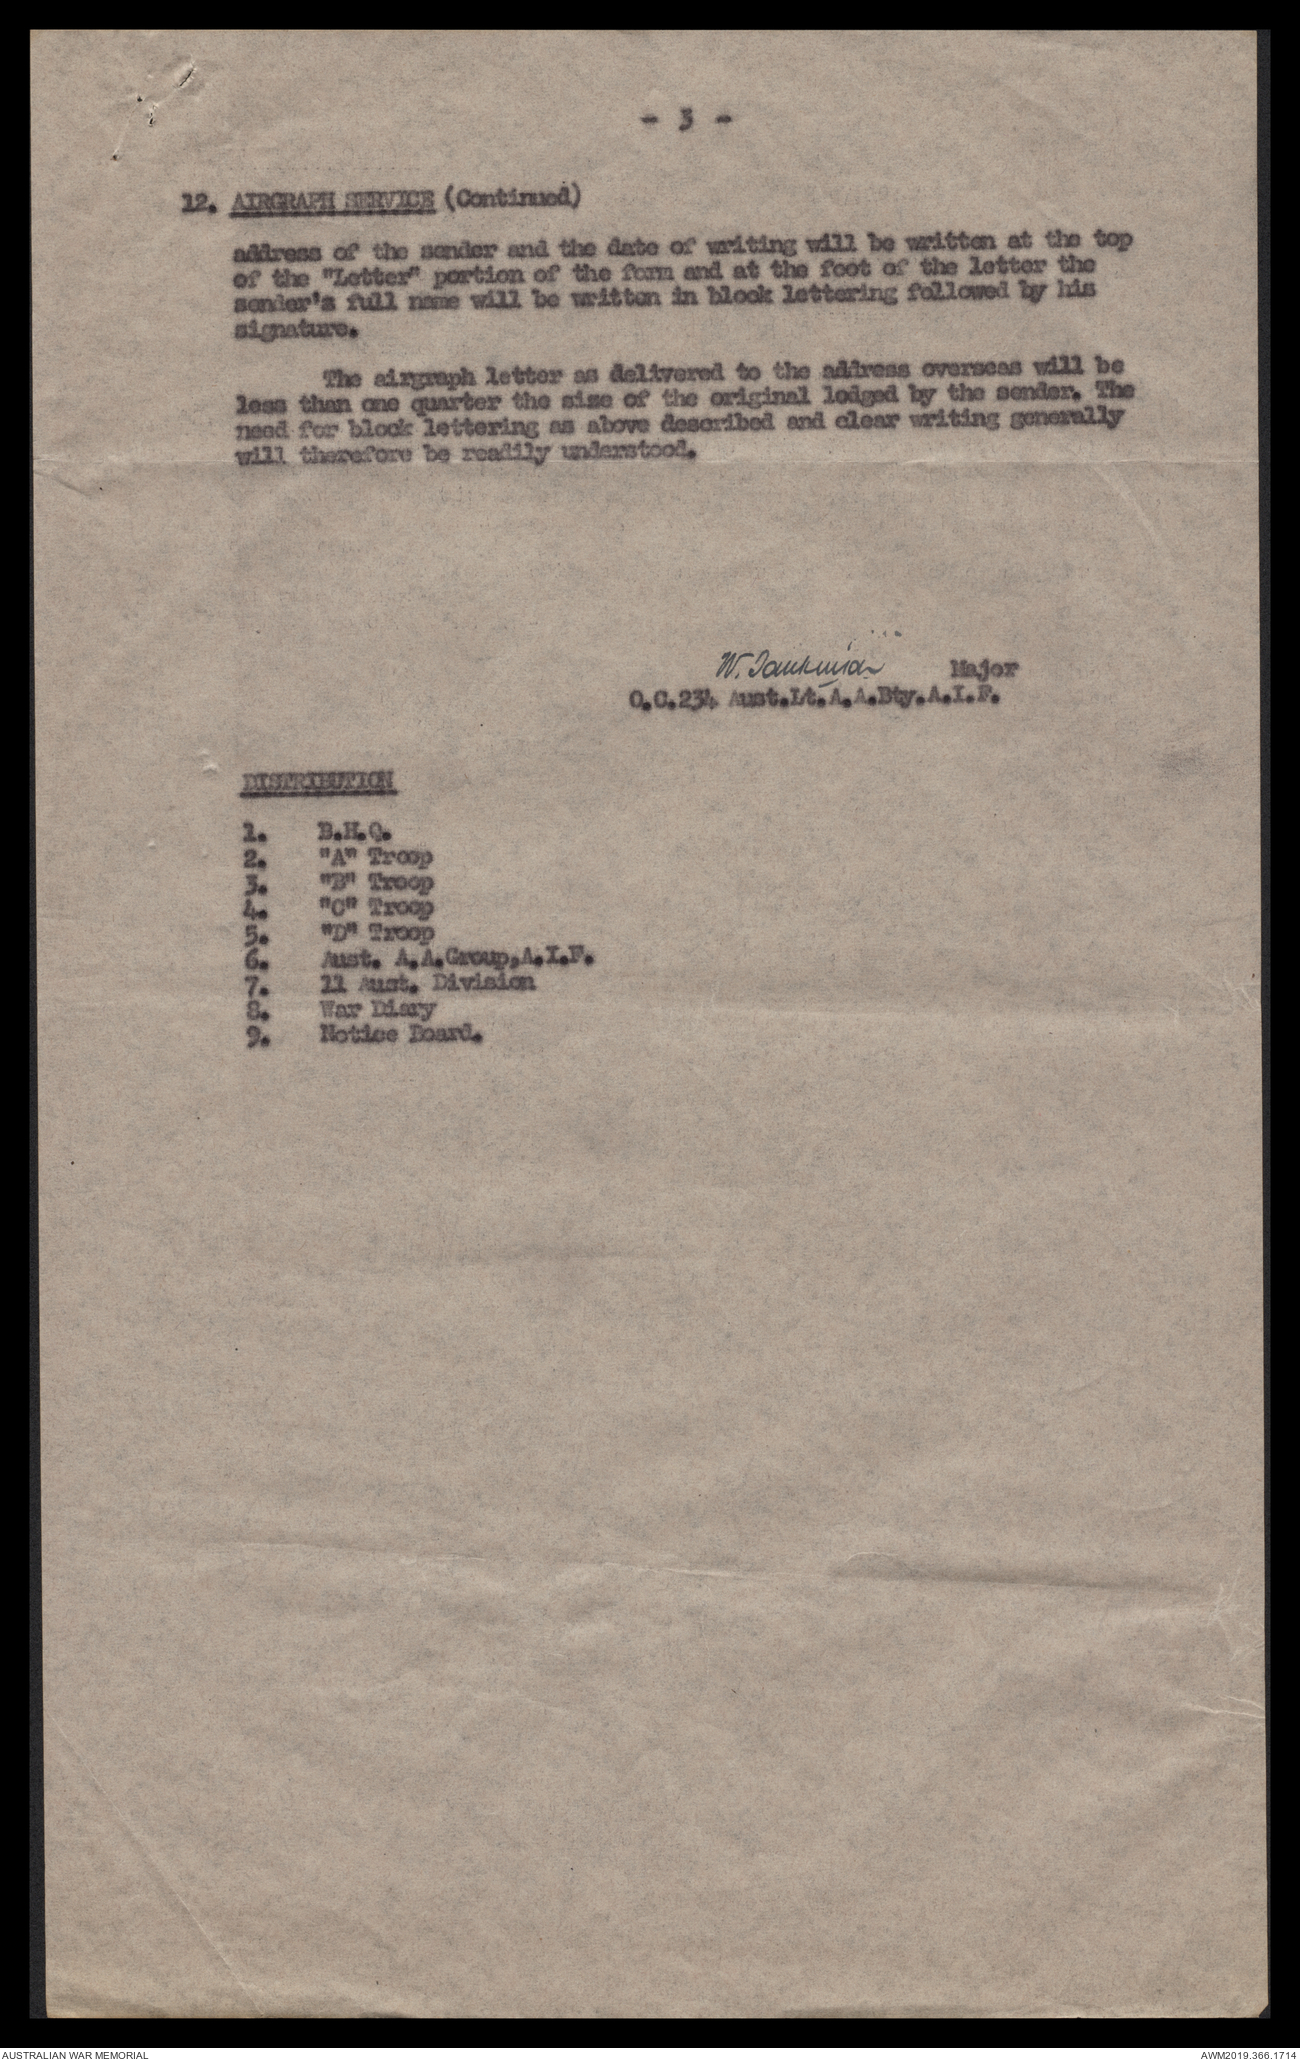 - 3 -
12. AIRGRAPH SERVICE (Continued)
address of the sender and the date of writing will be written at the top
of the "Letter" portion of the form and at the foot of the letter the
sender's full name will be written in block lettering followed by his
signature.
The airgraph letter as delivered to the address overseas will be
less than one quarter the size of the original lodged by the sender. The
need for block lettering as above described and clear writing generally
will therefore be readily understood.
W. Major
O.C.234 Aust.Lt.A.A.Bty.A.I.F.
DISTRIBUTION
1. B.H.Q.
2. "A" Troop
3. "B" Troop
4. "C" Troop
5. "D" Troop
6. Aust. A.A.Group,A.I.F.
7. 11 Aust. Division
8. War Diary
9. Notice Board.
AUSTRALIAN WAR MEMORIAL
AWM2019.366.1714